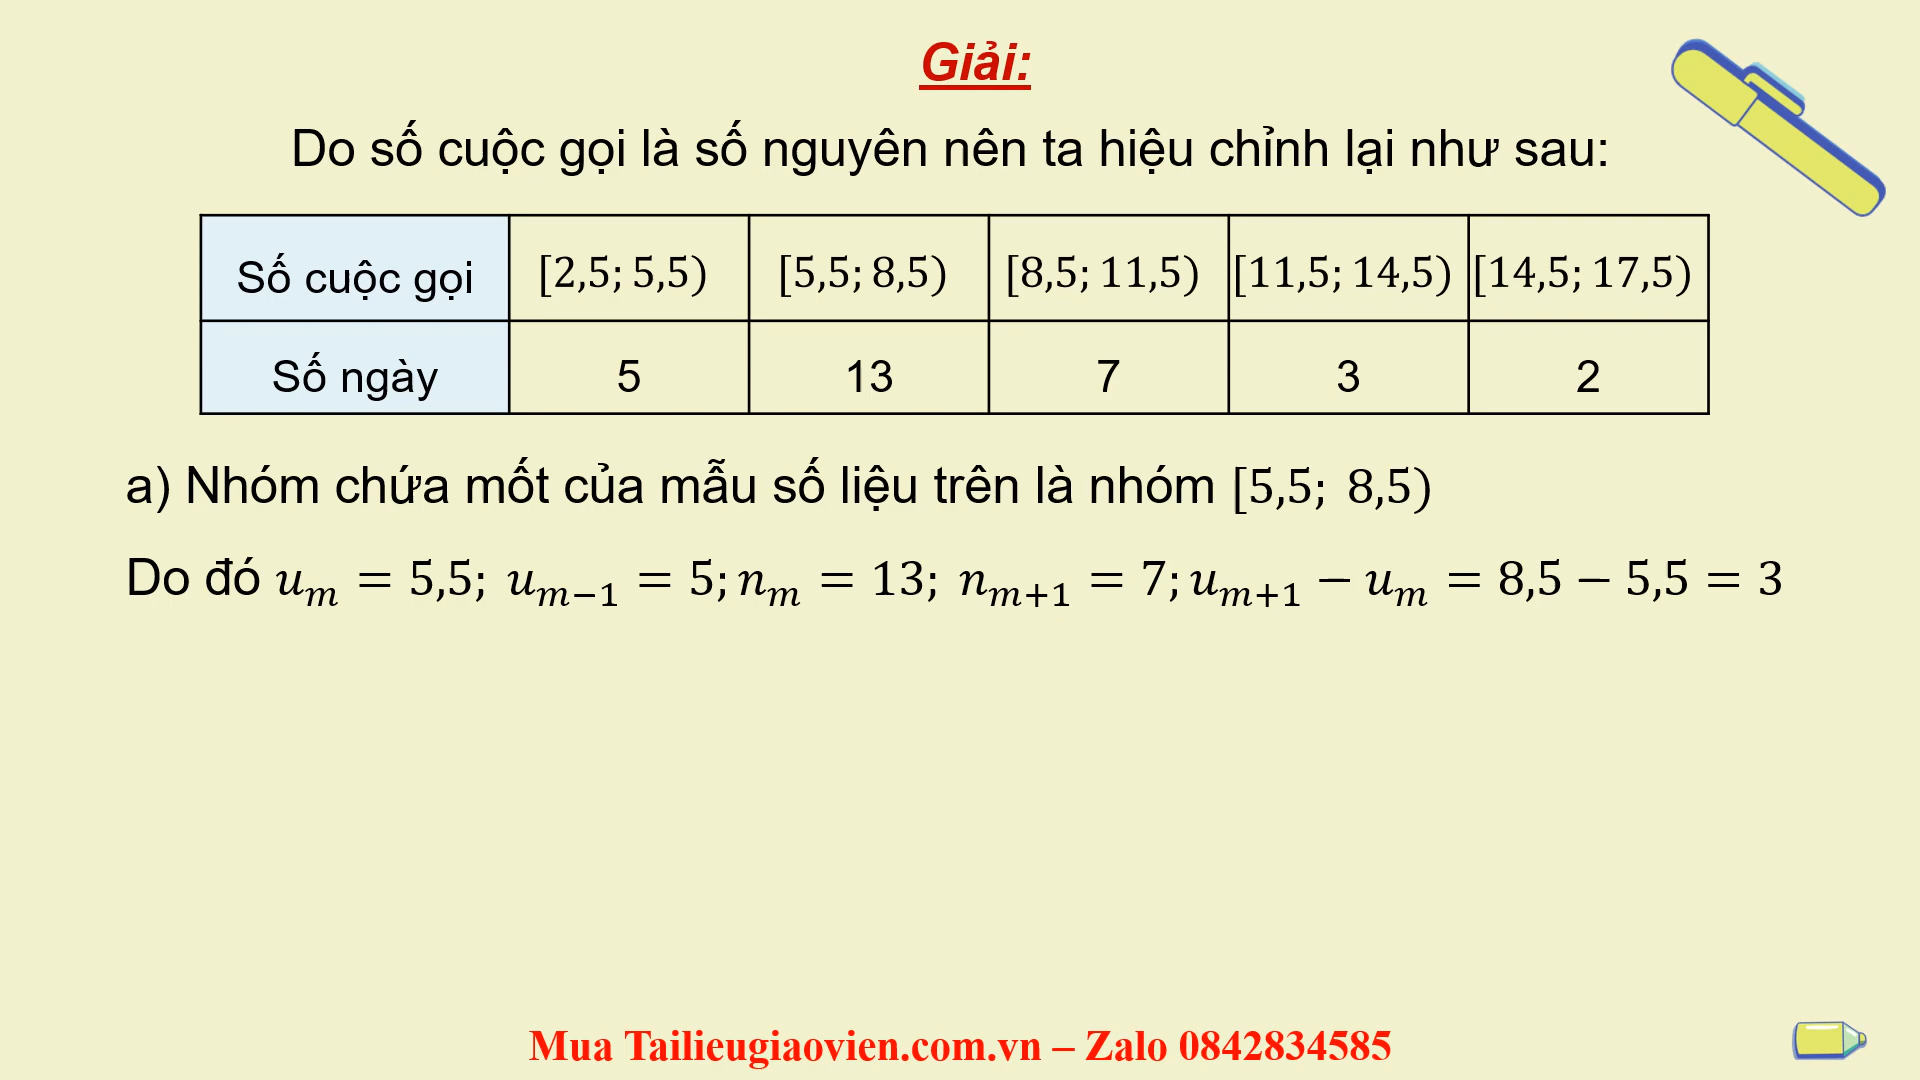 Giải:
Do số cuộc gọi là số nguyên nên ta hiệu chỉnh lại như sau:
Số cuộc gọi [2,5; 5,5) [5,5; 8,5) [8,5; 11,5) [11,5; 14,5) [14,5; 17,5)
Số ngày 5 13 7 3 2
a) Nhóm chứa mốt của mẫu số liệu trên là nhóm [5,5; 8,5)
Do đó u_m = 5,5; u_{m−1} = 5; n_m = 13; n_{m+1} = 7; u_{m+1} − u_m = 8,5 − 5,5 = 3
Mua Tailieugiaovien.com.vn – Zalo 0842834585